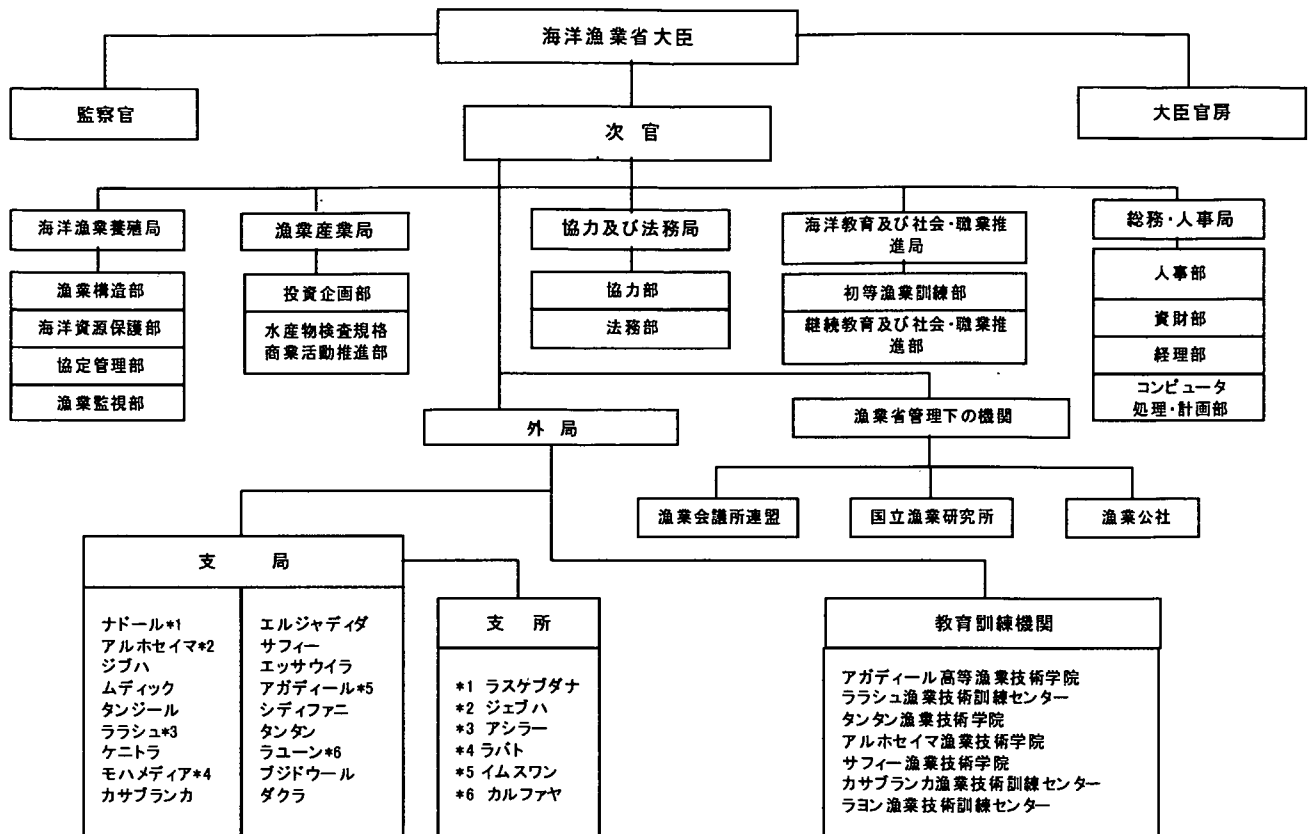 海洋漁業省大臣
監察官
大臣官房
次官
海洋漁業養殖局
漁業構造部
海洋資源保護部
協定管理部
漁業監視部
漁業産業局
投資企画部
水産物検査規格
商業活動推進部
協力及び法務局
協力部
法務部
海洋教育及び社会・職業推
進局
初等漁業訓練部
継続教育及び社会・職業推
進部
総務・人事局
人事部
資財部
経理部
コンピュータ
処理・計画部
外局
漁業省管理下の機関
漁業会議所連盟
国立漁業研究所
漁業公社
支局
ナドール*1
アルホセイマ*2
ジブハ
ムディック
タンジール
ララシュ*3
ケニトラ
モハメディア*4
カサブランカ
エルジャディダ
サフィー
エッサウイラ
アガディール*5
シディファニ
タンタン
ラユーン*6
ブジドウール
ダクラ
支所
*1 ラスケブダナ
*2 ジェブハ
*3 アシラー
*4 ラバト
*5 イムスワン
*6 カルファヤ
教育訓練機関
アガディール高等漁業技術学院
ララシュ漁業技術訓練センター
タンタン漁業技術学院
アルホセイマ漁業技術学院
サフィー漁業技術学院
カサブランカ漁業技術訓練センター
ラヨン漁業技術訓練センター